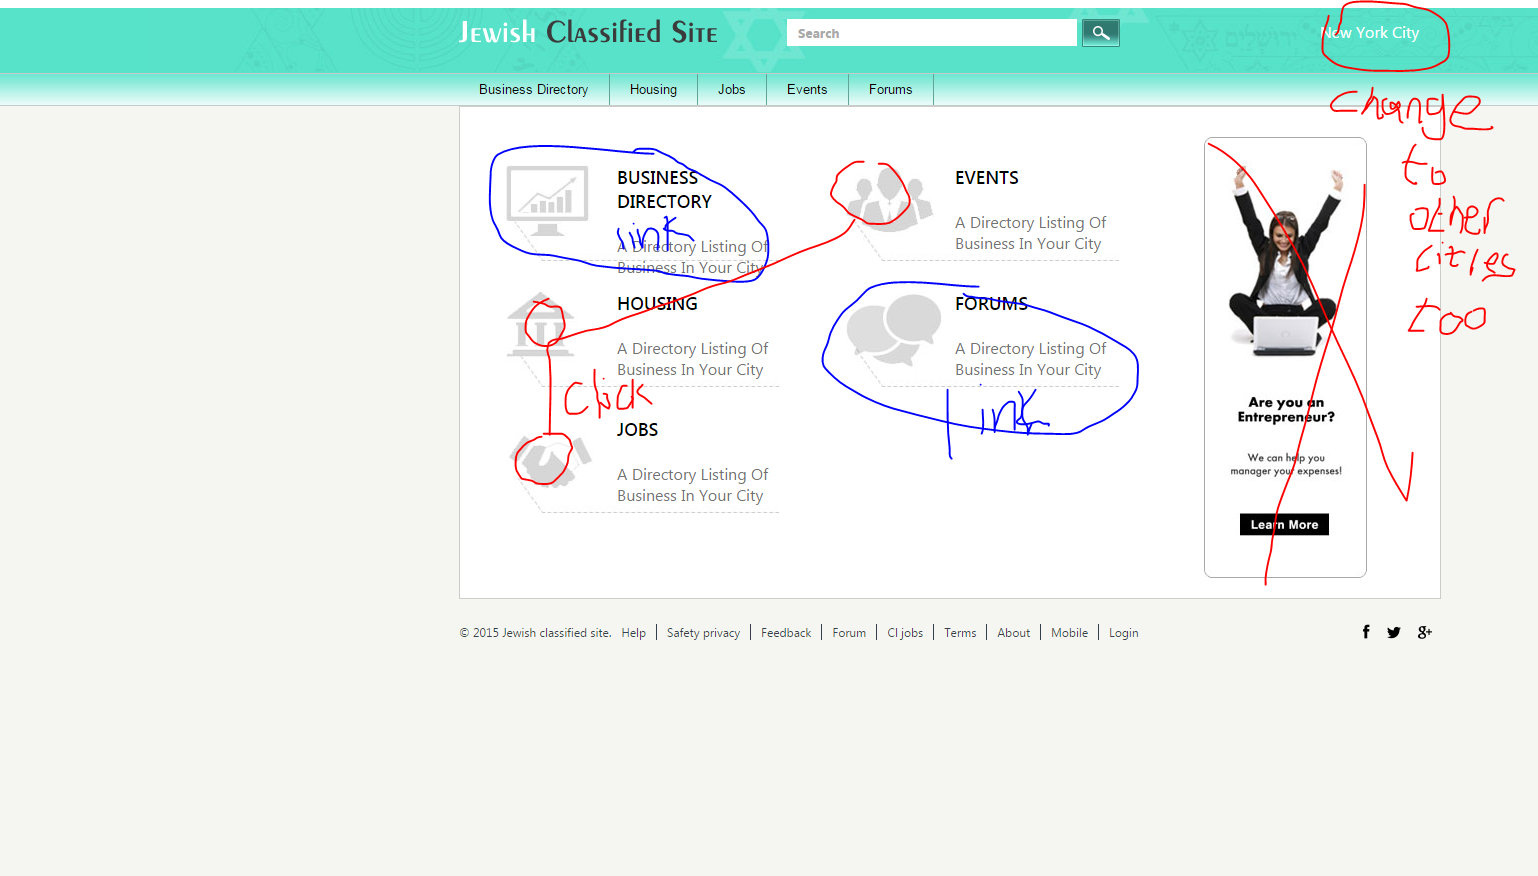 Jewish Classified Site
Search
New York City
Business Directory Housing Jobs Events Forums
change
to
other
cities
too
BUSINESS
DIRECTORY
link
A Directory Listing Of
Business In Your City
EVENTS
A Directory Listing Of
Business In Your City
HOUSING
A Directory Listing Of
Business In Your City
click
FORUMS
A Directory Listing Of
Business In Your City
link
JOBS
A Directory Listing Of
Business In Your City
Are you an
Entrepreneur?
We can help you
manager your expenses!
Learn More
© 2015 Jewish classified site. Help Safety privacy Feedback Forum CI jobs Terms About Mobile Login